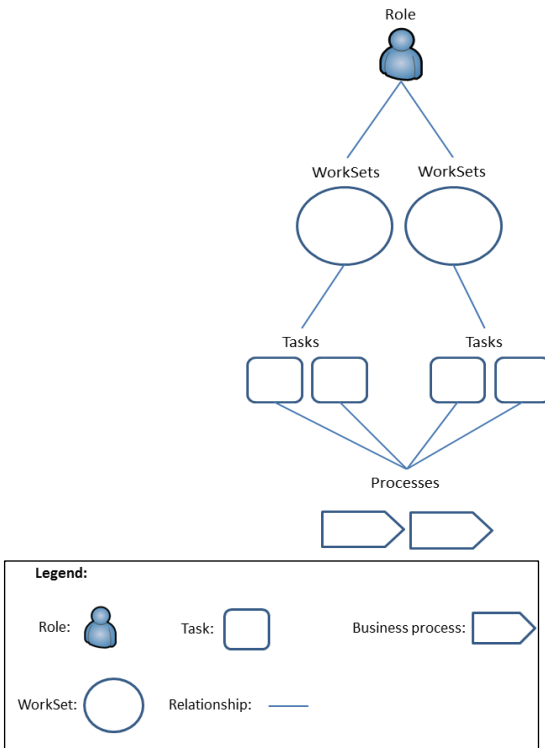 Role
WorkSets WorkSets
Tasks Tasks
Processes
Legend:
Role: Task: Business process:
WorkSet: Relationship: